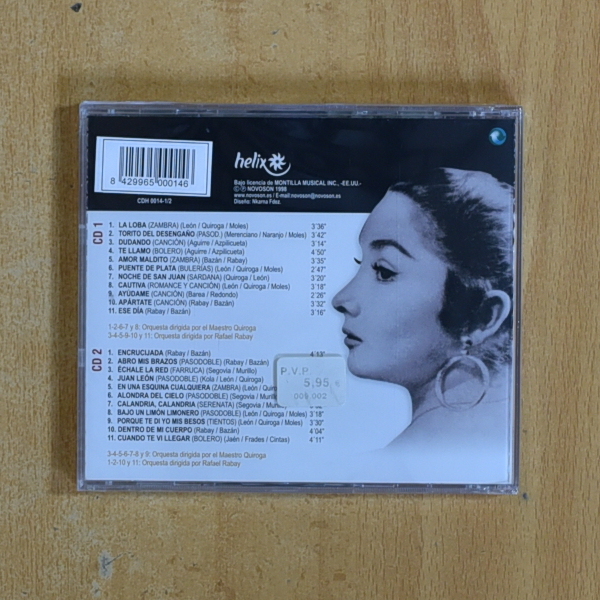 helix
8 429965 000146
CDH 0014-1/2
Bajo licencia de MONTILLA MUSICAL INC., -EE.UU.-
© Ⓟ NOVOSON 1998
www.novoson.es / E-mail:novoson@novoson.es
Diseño: Nkarna Fdez.
CD 1
1. LA LOBA (ZAMBRA) (León / Quiroga / Moles) 3'36"
2. TORITO DEL DESENGAÑO (PASOD.) (Merenciano / Naranjo / Moles) 3'42"
3. DUDANDO (CANCIÓN) (Aguirre / Azpilicueta) 3'14"
4. TE LLAMO (BOLERO) (Aguirre / Azpilicueta) 4'50"
5. AMOR MALDITO (ZAMBRA) (Bazán / Rabay) 3'35"
6. PUENTE DE PLATA (BULERÍAS) (León / Quiroga / Moles) 2'47"
7. NOCHE DE SAN JUAN (SARDANA) (Quiroga / León) 3'20"
8. CAUTIVA (ROMANCE Y CANCIÓN) (León / Quiroga / Moles) 3'18"
9. AYÚDAME (CANCIÓN) (Barea / Redondo) 2'26"
10. APÁRTATE (CANCIÓN) (Rabay / Bazán) 3'32"
11. ESE DÍA (Rabay / Bazán) 3'16"
1-2-6-7 y 8: Orquesta dirigida por el Maestro Quiroga
3-4-5-9-10 y 11: Orquesta dirigida por Rafael Rabay
CD 2
1. ENCRUCIJADA (Rabay / Bazán) 4'13"
2. ABRO MIS BRAZOS (PASODOBLE) (Rabay / Bazán)
3. ÉCHALE LA RED (FARRUCA) (Segovia / Murillo)
4. JUAN LEÓN (PASODOBLE) (Kola / León / Quiroga)
5. EN UNA ESQUINA CUALQUIERA (ZAMBRA) (León / Qui
6. ALONDRA DEL CIELO (PASODOBLE) (Segovia / Mu
7. CALANDRIA, CALANDRIA (SERENATA) (Segovia / Mu
8. BAJO UN LIMÓN LIMONERO (PASODOBLE) (León / Quiroga / Moles) 3'18"
9. PORQUE TE DI YO MIS BESOS (TIENTOS) (León / Quiroga / Moles) 3'30"
10. DENTRO DE MI CUERPO (Rabay / Bazán) 4'04"
11. CUANDO TE VI LLEGAR (BOLERO) (Jaén / Frades / Cintas) 4'11"
3-4-5-6-7-8 y 9: Orquesta dirigida por el Maestro Quiroga
1-2-10 y 11: Orquesta dirigida por Rafael Rabay
P.V.P.
5,95 €
005 002